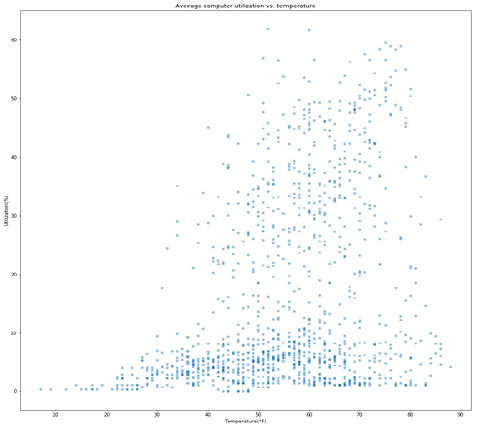 Average computer utilization vs. temperature
60
50
40
30
20
10
0
Utilization(%)
10 20 30 40 50 60 70 80 90
Temperature(°F)